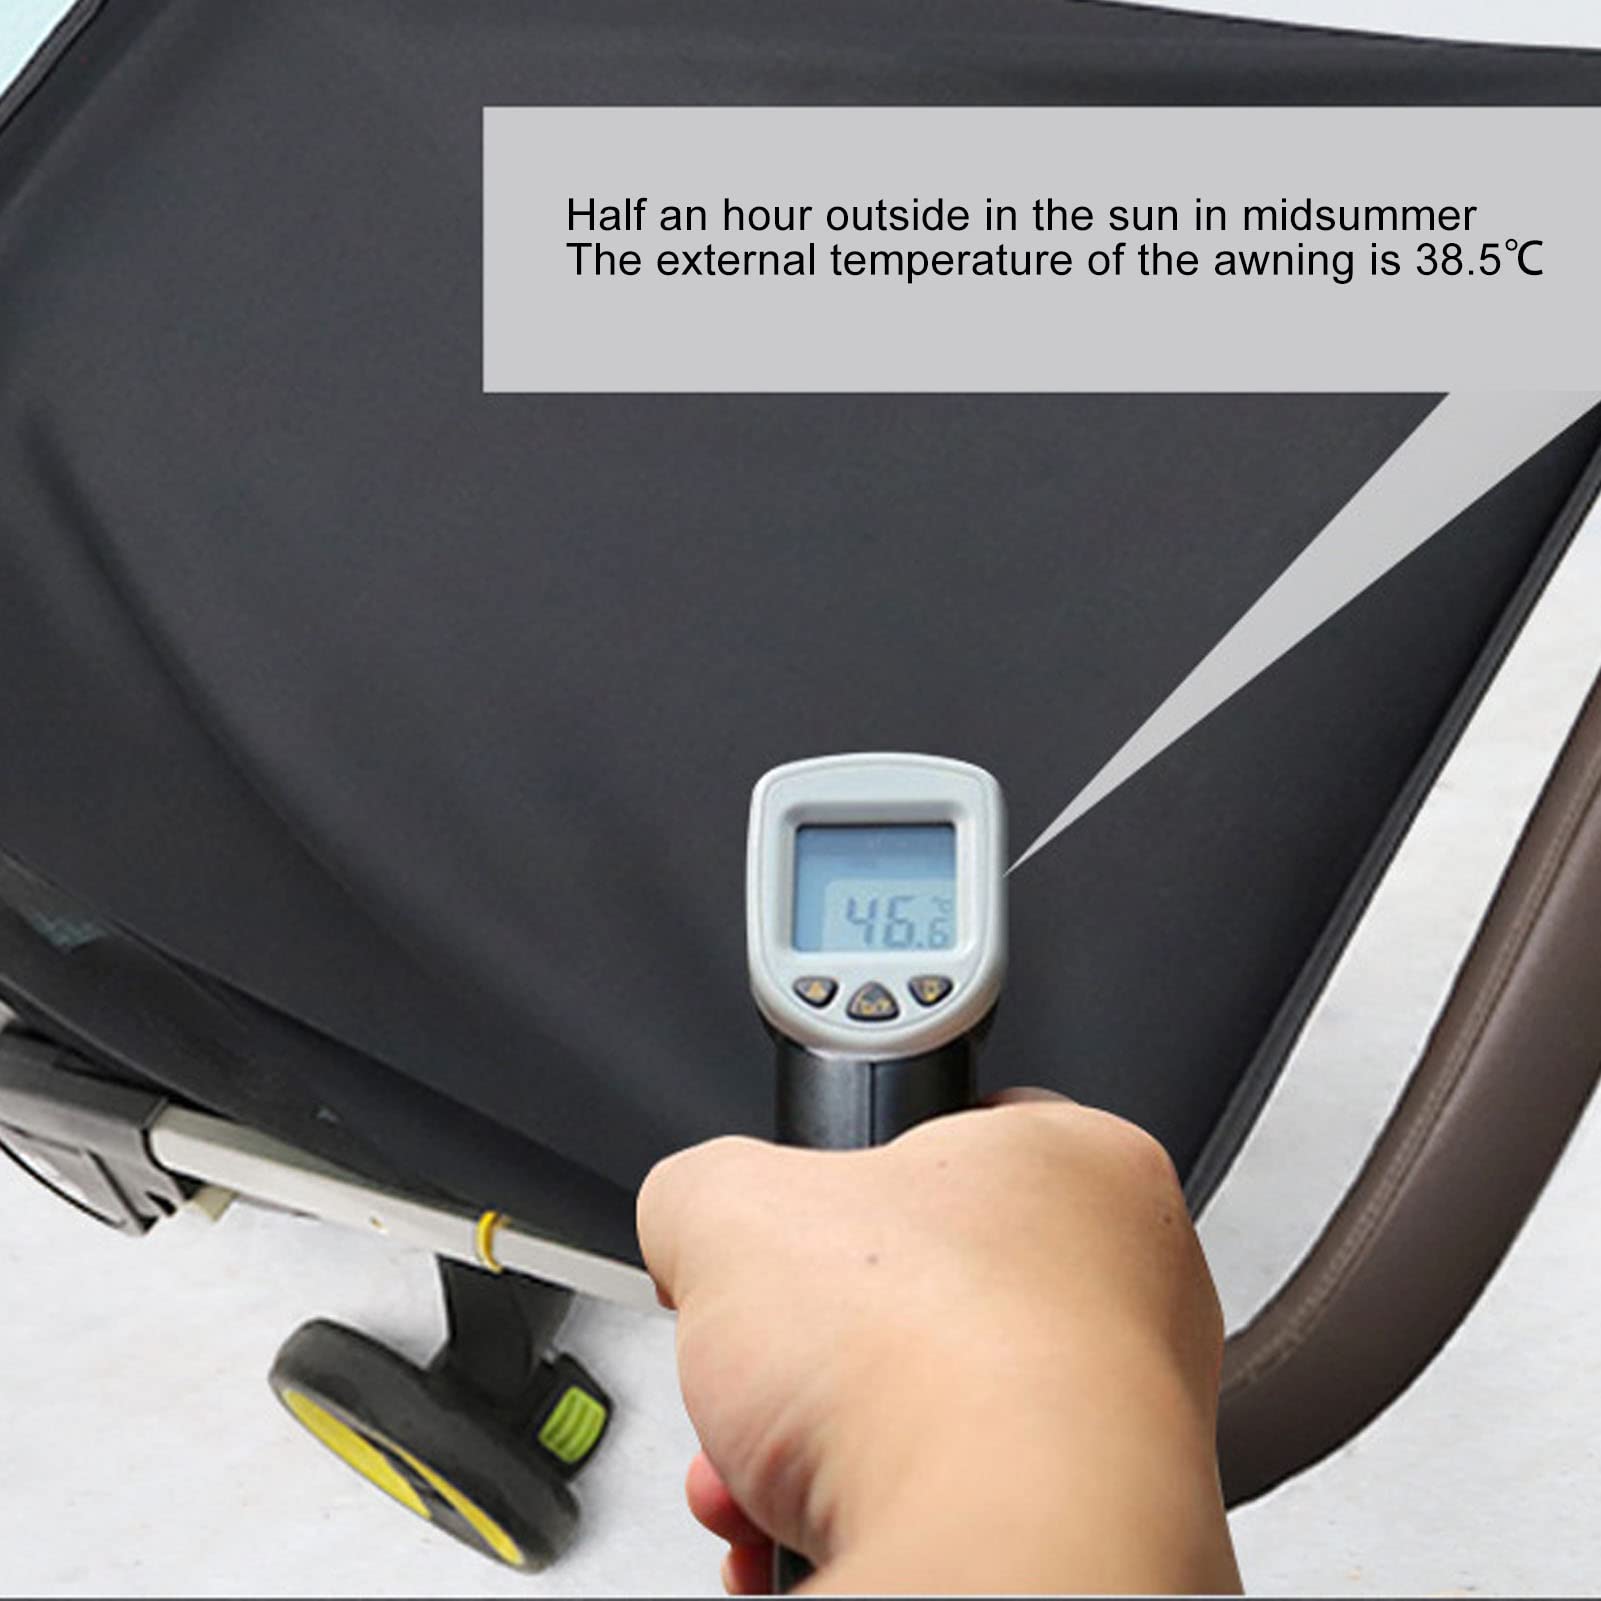 Half an hour outside in the sun in midsummer
The external temperature of the awning is 38.5℃
46.6